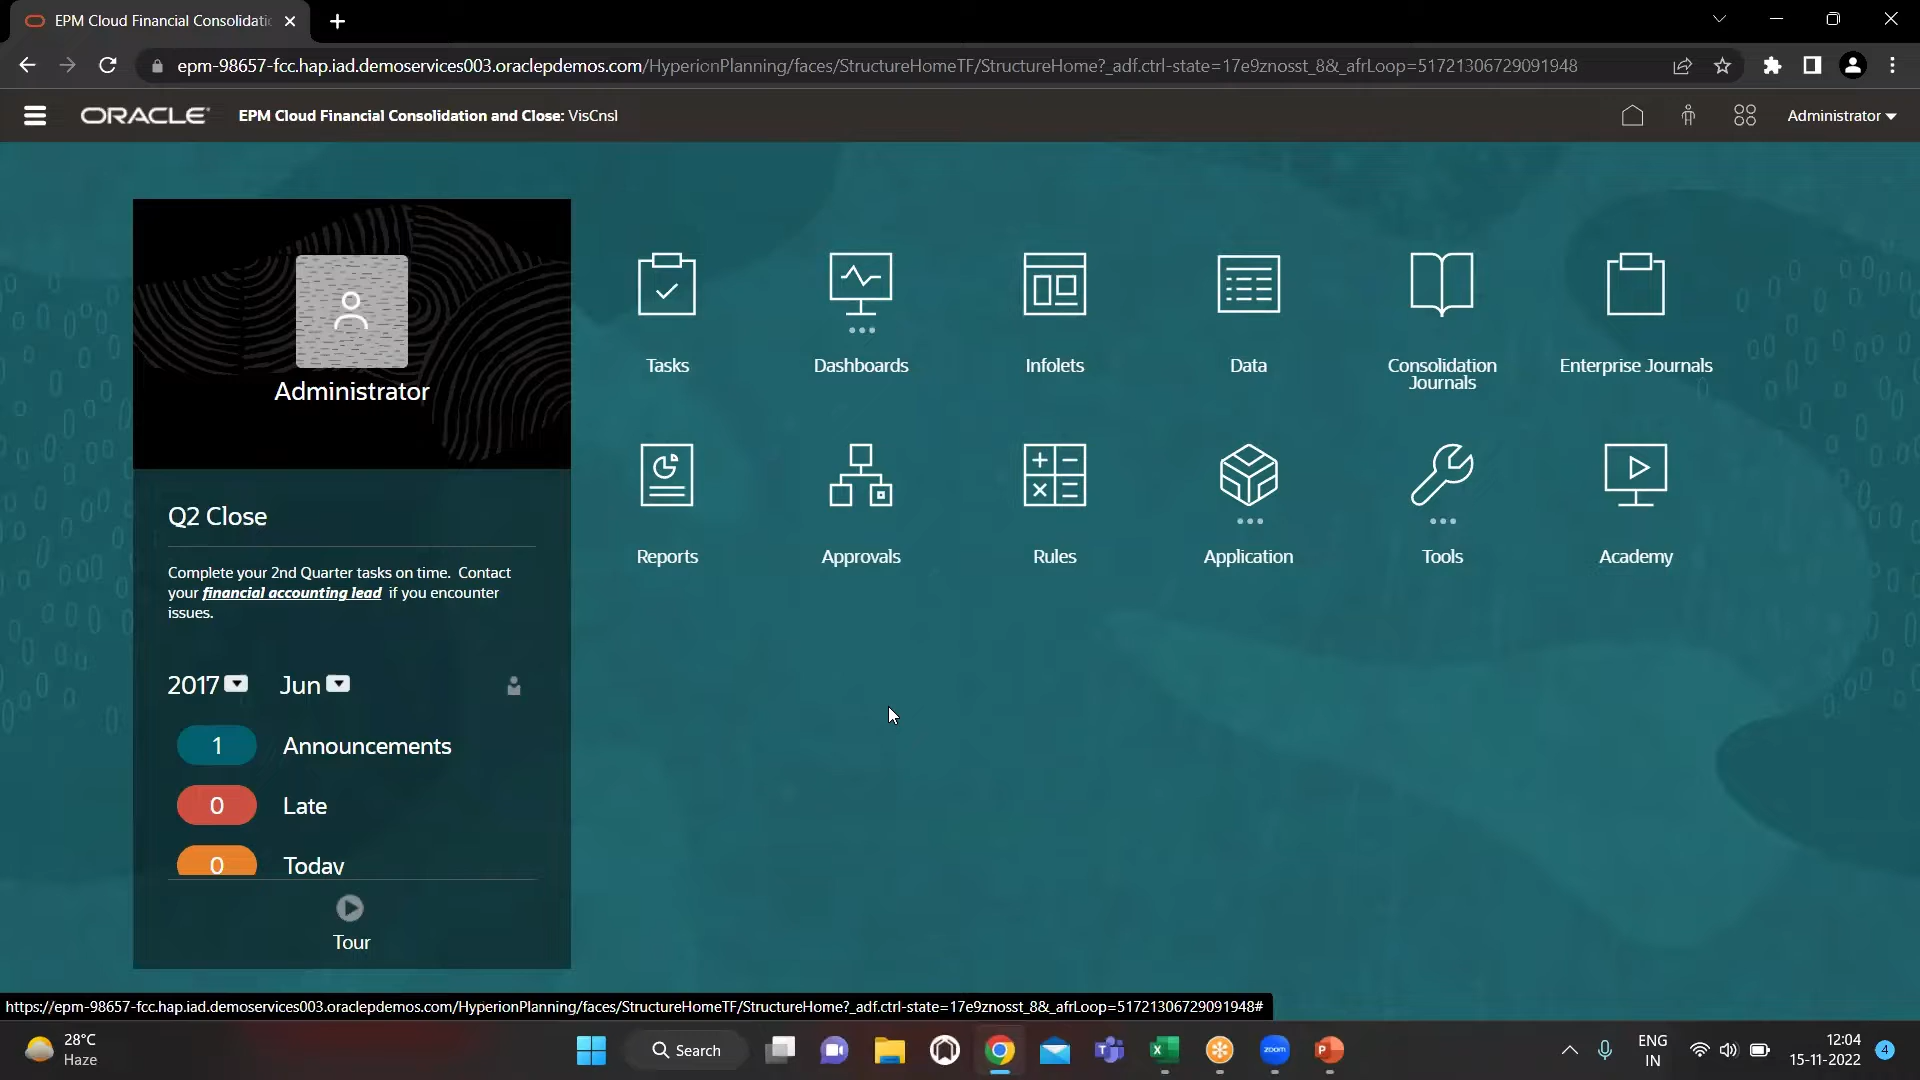 EPM Cloud Financial Consolidatio
epm-98657-fcc.hap.iad.demoservices003.oraclepdemos.com/HyperionPlanning/faces/StructureHomeTF/StructureHome?_adf.ctrl-state=17e9znosst_8&_afrLoop=51721306729091948
ORACLE EPM Cloud Financial Consolidation and Close: VisCnsl
Administrator
Administrator
Q2 Close
Complete your 2nd Quarter tasks on time. Contact
your financial accounting lead if you encounter
issues.
2017 Jun
1 Announcements
0 Late
0 Today
Tour
Tasks
Dashboards
Infolets
Data
Consolidation
Journals
Enterprise Journals
Reports
Approvals
Rules
Application
Tools
Academy
https://epm-98657-fcc.hap.iad.demoservices003.oraclepdemos.com/HyperionPlanning/faces/StructureHomeTF/StructureHome?_adf.ctrl-state=17e9znosst_8&_afrLoop=51721306729091948#
28°C
Haze
Search
zoom
ENG
IN
12:04
15-11-2022
4